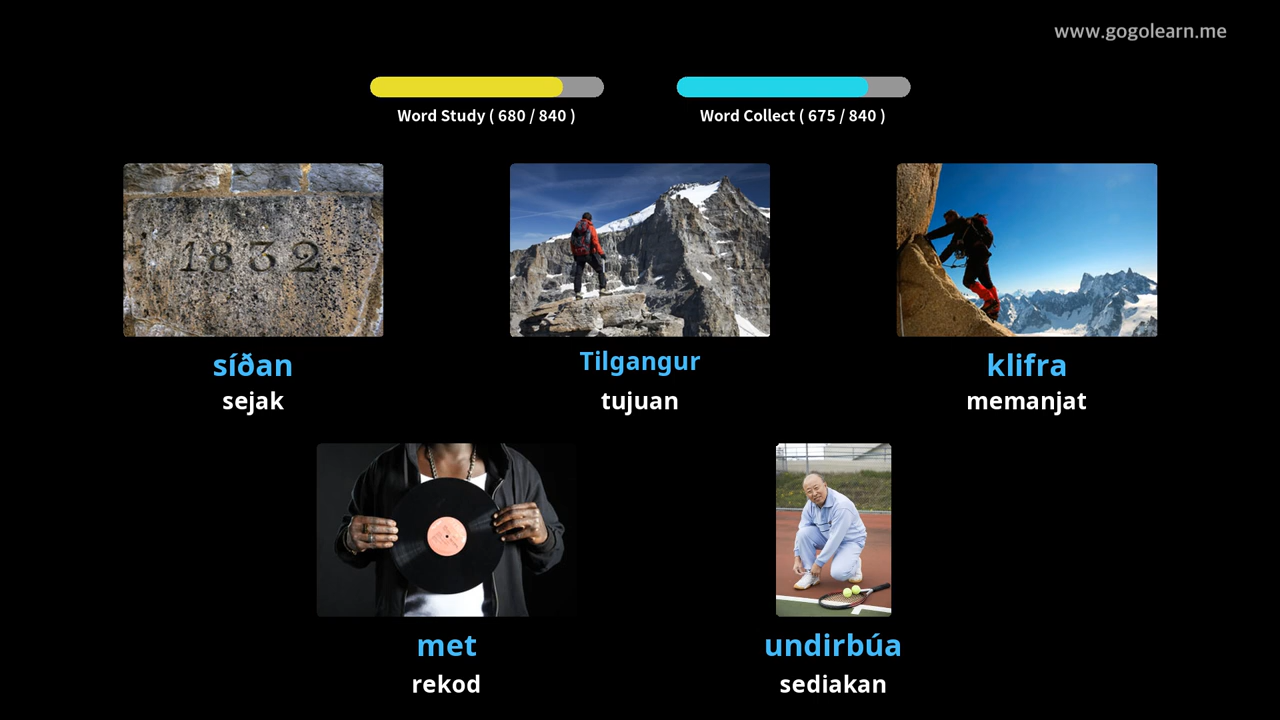 www.gogolearn.me
Word Study ( 680 / 840 )
Word Collect ( 675 / 840 )
1832.
síðan
sejak
Tilgangur
tujuan
klifra
memanjat
met
rekod
undirbúa
sediakan